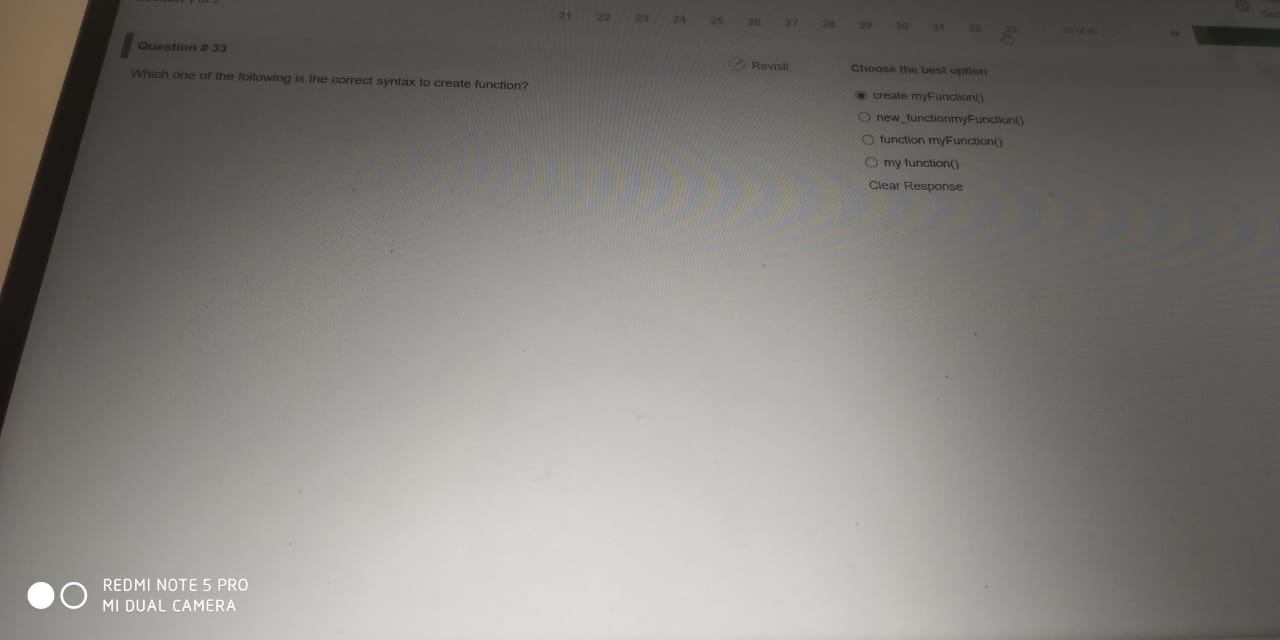 21 22 23 24 25 26 27 28 29 30 31 32 33
Question # 33
Which one of the following is the correct syntax to create function?
Revisit
Choose the best option
create myFunction()
new_functionmyFunction()
function myFunction()
my function()
Clear Response
REDMI NOTE 5 PRO
MI DUAL CAMERA